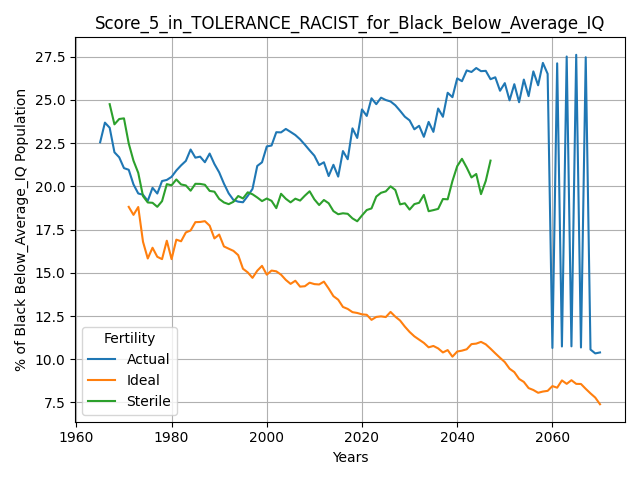 Score_5_in_TOLERANCE_RACIST_for_Black_Below_Average_IQ
% of Black Below_Average_IQ Population
27.5
25.0
22.5
20.0
17.5
15.0
12.5
10.0
7.5
Fertility
Actual
Ideal
Sterile
1960 1980 2000 2020 2040 2060
Years